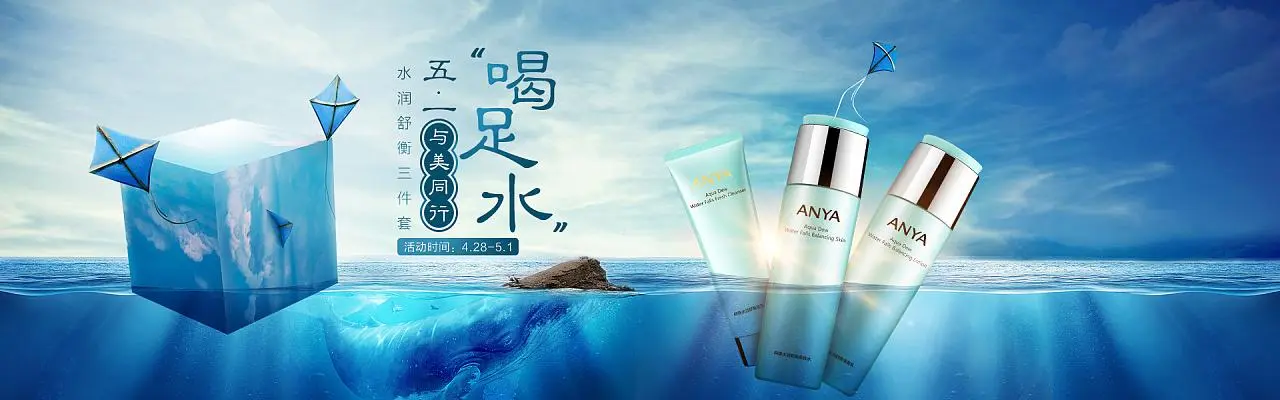 “喝足水”
五·一与美同行
水润舒衡三件套
活动时间：4.28-5.1
ANYA
Aqua Dew
Water Falls Fresh Cleanser
ANYA
Aqua Dew
Water Falls Balancing Skin
ANYA
Aqua Dew
Water Falls Balancing Lotion